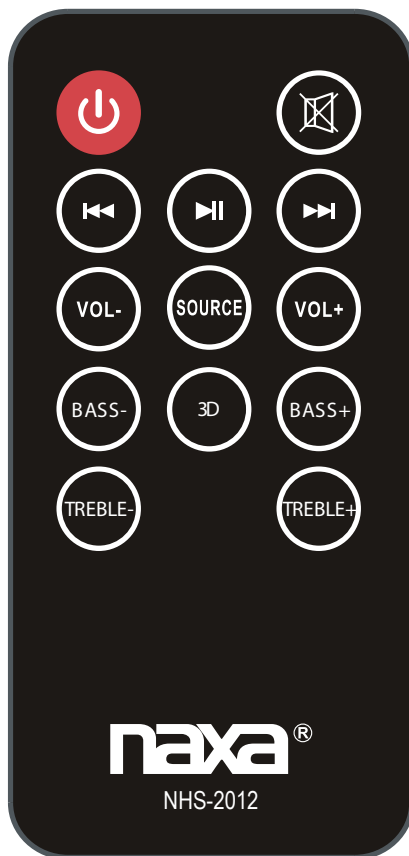 VOL- SOURCE VOL+
BASS- 3D BASS+
TREBLE- TREBLE+
naxa®
NHS-2012